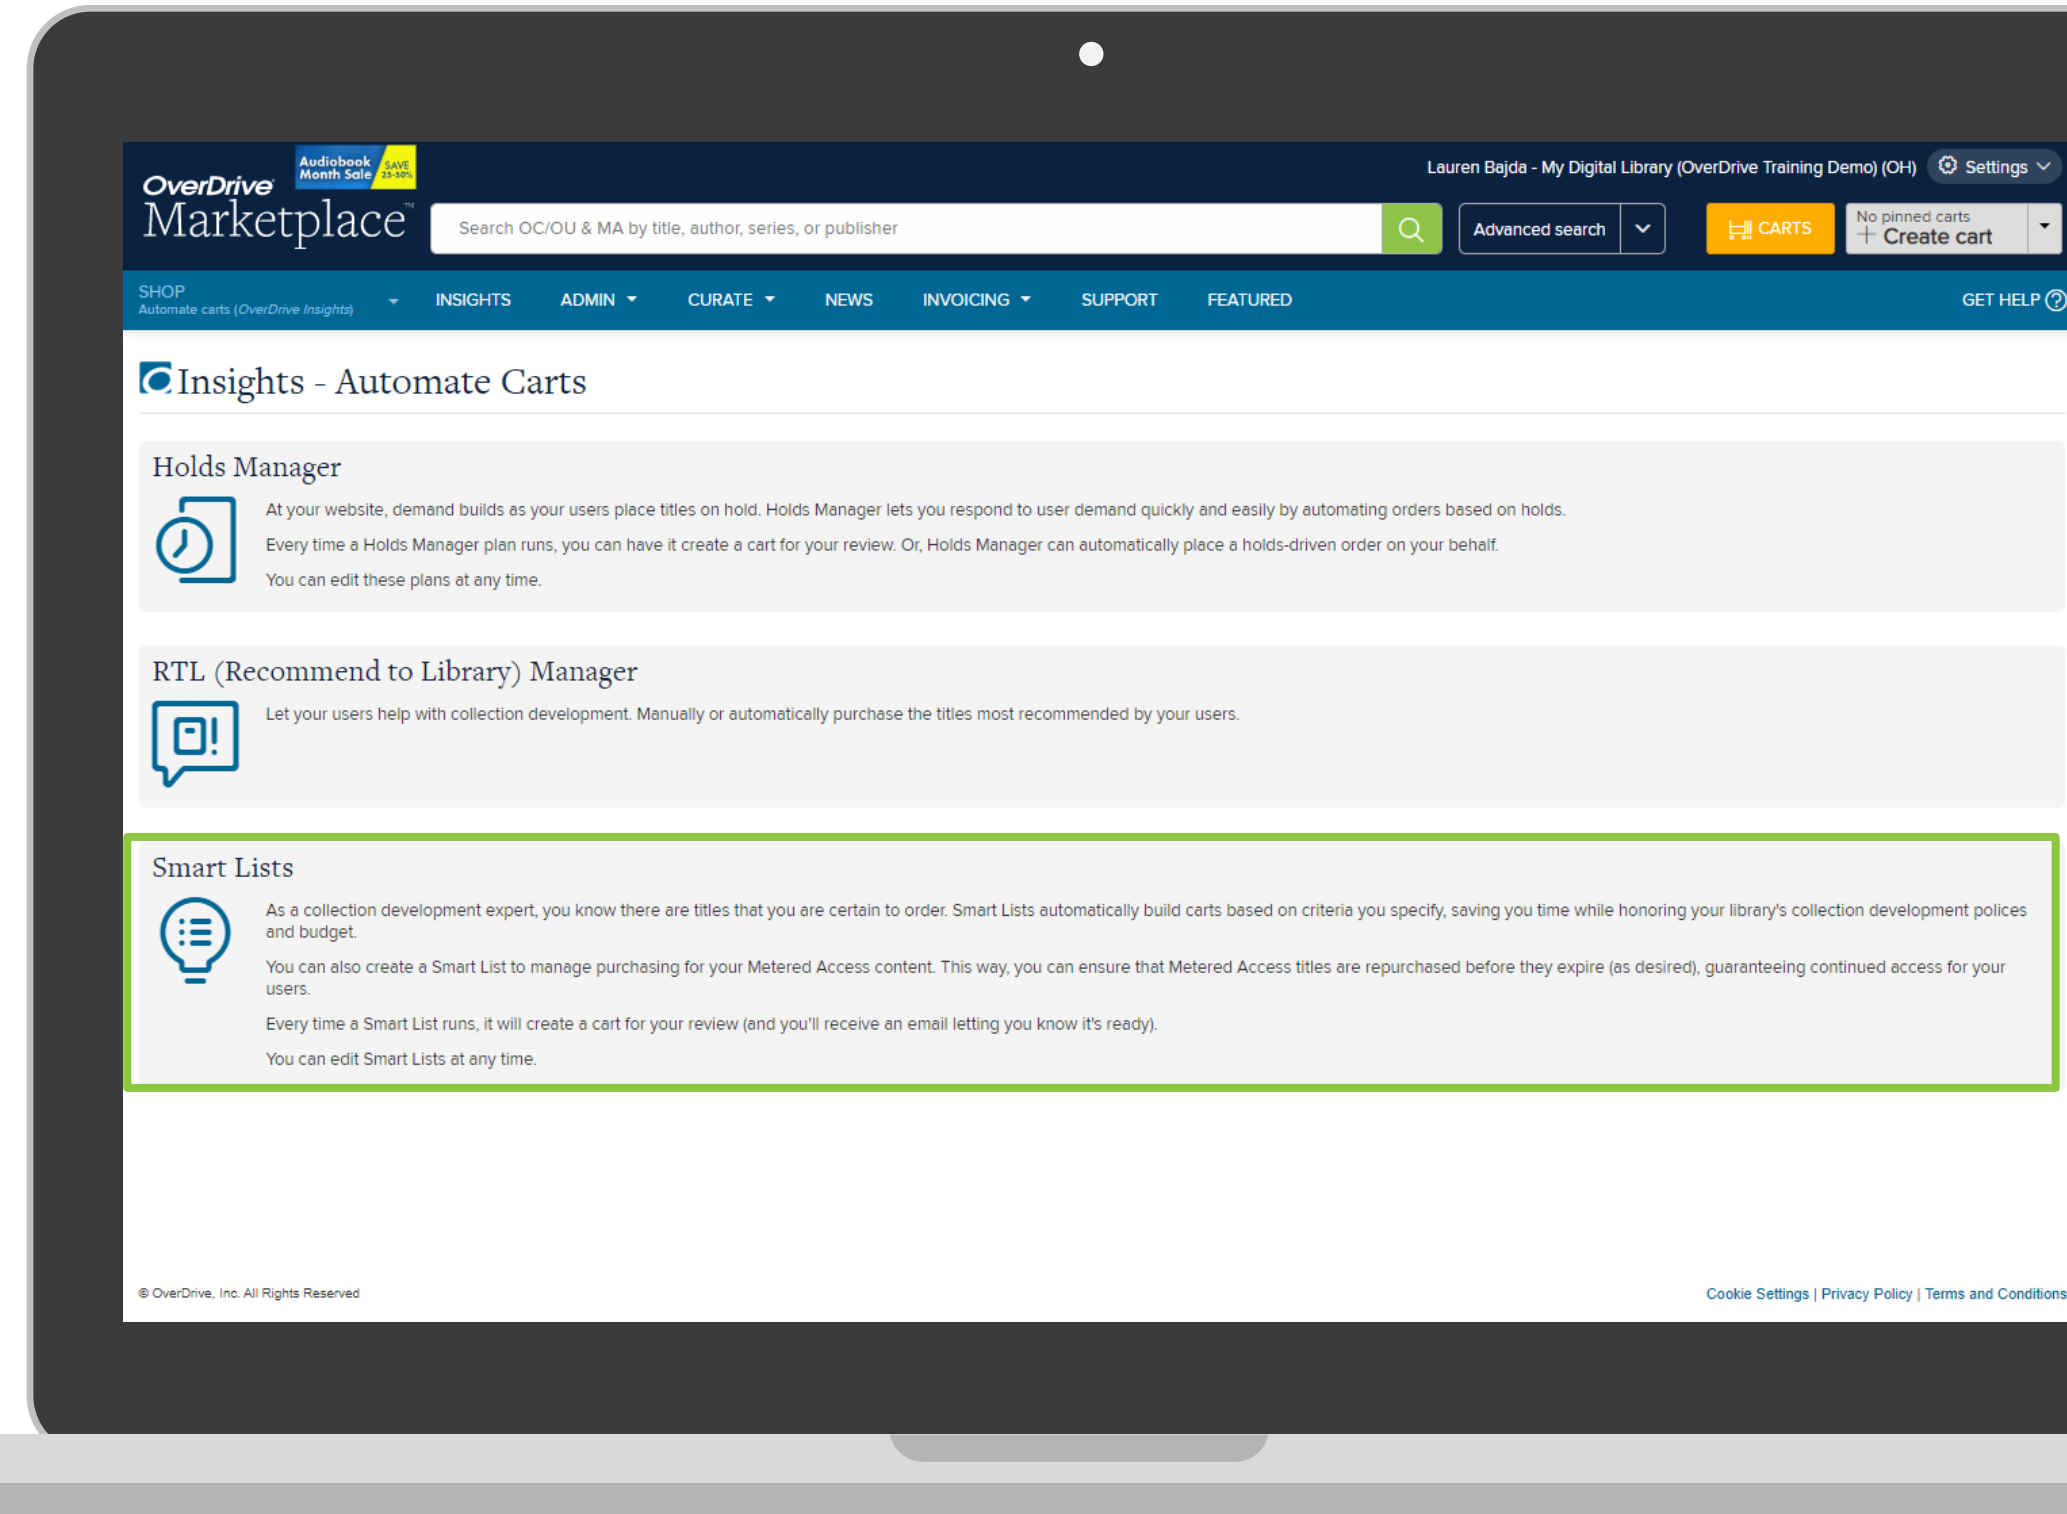 OverDrive
Marketplace™
Audiobook
Month Sale
SAVE
25-50%
Lauren Bajda - My Digital Library (OverDrive Training Demo) (OH)
Settings
Search OC/OU & MA by title, author, series, or publisher
Advanced search
CARTS
No pinned carts
+ Create cart
SHOP
Automate carts (OverDrive Insights)
INSIGHTS
ADMIN
CURATE
NEWS
INVOICING
SUPPORT
FEATURED
GET HELP ?
Insights - Automate Carts
Holds Manager
At your website, demand builds as your users place titles on hold. Holds Manager lets you respond to user demand quickly and easily by automating orders based on holds.
Every time a Holds Manager plan runs, you can have it create a cart for your review. Or, Holds Manager can automatically place a holds-driven order on your behalf.
You can edit these plans at any time.
RTL (Recommend to Library) Manager
Let your users help with collection development. Manually or automatically purchase the titles most recommended by your users.
Smart Lists
As a collection development expert, you know there are titles that you are certain to order. Smart Lists automatically build carts based on criteria you specify, saving you time while honoring your library's collection development polices
and budget.
You can also create a Smart List to manage purchasing for your Metered Access content. This way, you can ensure that Metered Access titles are repurchased before they expire (as desired), guaranteeing continued access for your
users.
Every time a Smart List runs, it will create a cart for your review (and you'll receive an email letting you know it's ready).
You can edit Smart Lists at any time.
© OverDrive, Inc. All Rights Reserved
Cookie Settings | Privacy Policy | Terms and Conditions